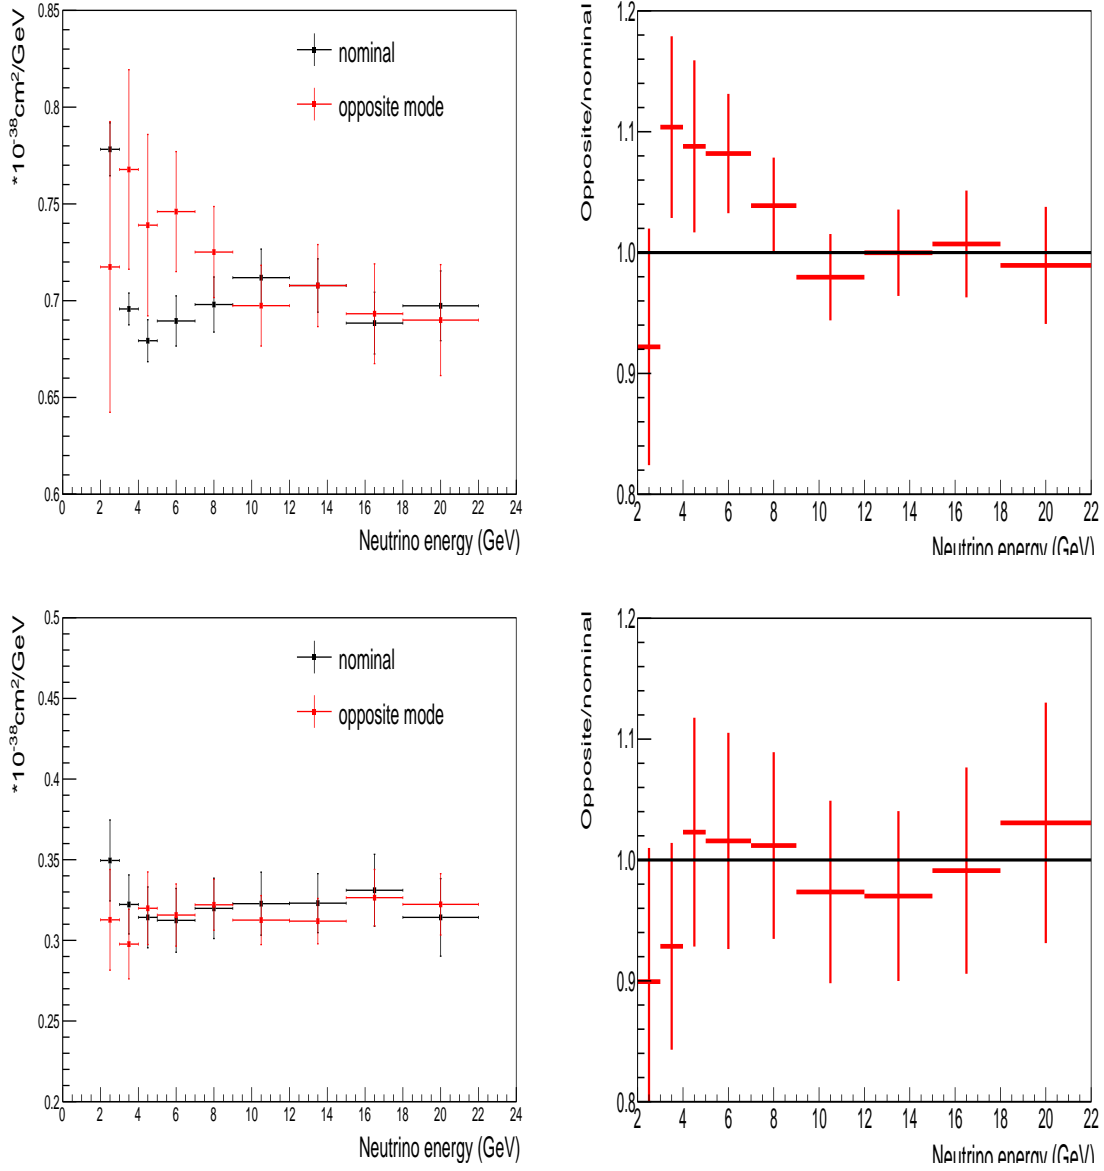 *10⁻³⁸cm²/GeV
0.85
0.8
0.75
0.7
0.65
0.6
nominal
opposite mode
0 2 4 6 8 10 12 14 16 18 20 22 24
Neutrino energy (GeV)
Opposite/nominal
1.2
1.1
1.0
0.9
0.8
2 4 6 8 10 12 14 16 18 20 22
Neutrino energy (GeV)
*10⁻³⁸cm²/GeV
0.5
0.45
0.4
0.35
0.3
0.25
0.2
nominal
opposite mode
0 2 4 6 8 10 12 14 16 18 20 22 24
Neutrino energy (GeV)
Opposite/nominal
1.2
1.1
1.0
0.9
0.8
2 4 6 8 10 12 14 16 18 20 22
Neutrino energy (GeV)